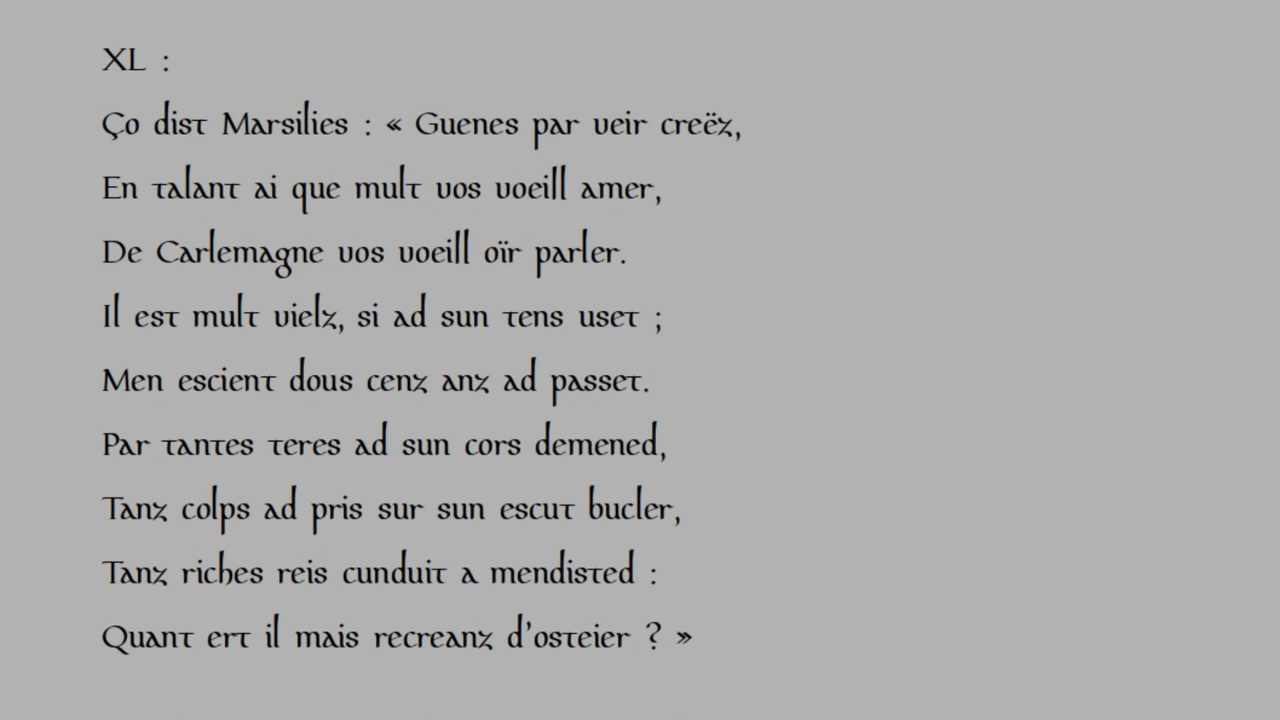 XL :
Ço dist Marsilies : « Guenes par veir creëz,
En talant ai que mult vos voeill amer,
De Carlemagne vos voeill oïr parler.
Il est mult vielz, si ad sun tens uset ;
Men escient dous cenz anz ad passet.
Par tantes teres ad sun cors demened,
Tanz colps ad pris sur sun escut bucler,
Tanz riches reis cunduit a mendisted :
Quant ert il mais recreanz d'osteier ? »